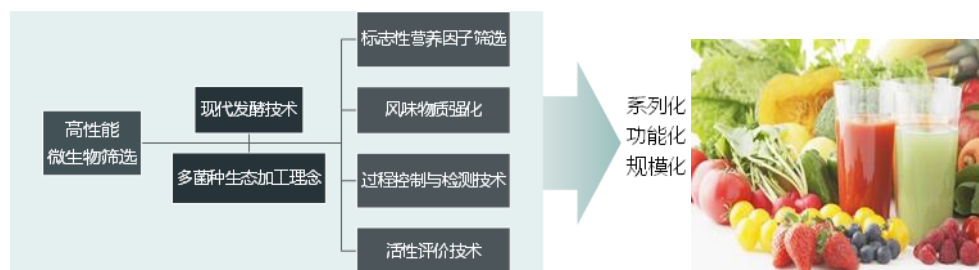 高性能
微生物筛选
现代发酵技术
多菌种生态加工理念
标志性营养因子筛选
风味物质强化
过程控制与检测技术
活性评价技术
系列化
功能化
规模化